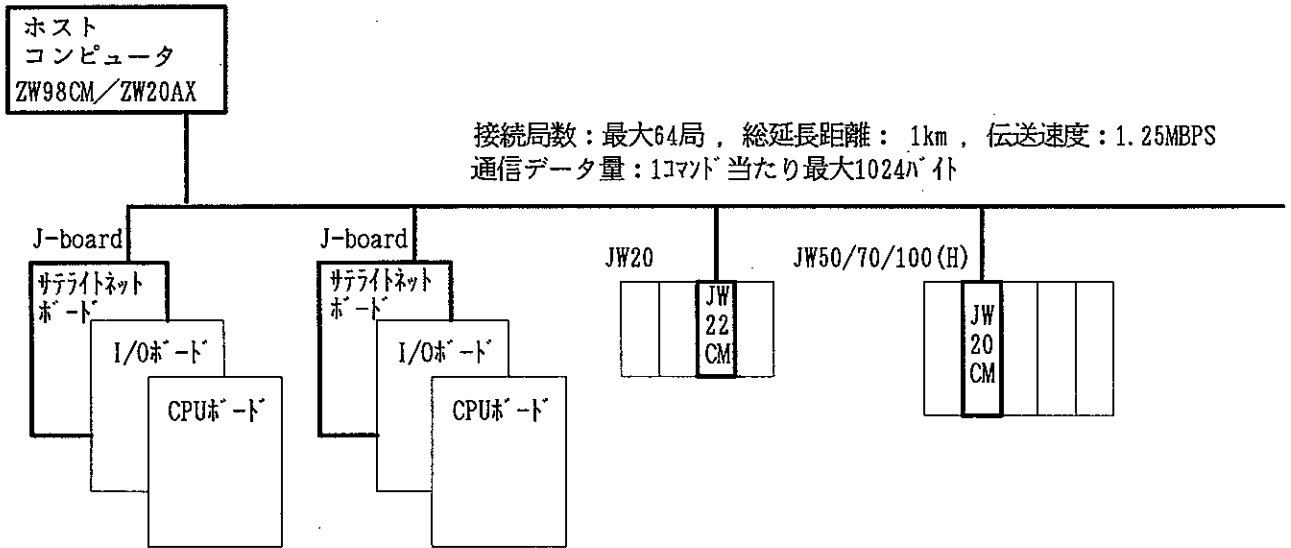 ホスト
コンピュータ
ZW98CM／ZW20AX
接続局数：最大64局 ，総延長距離： 1km ，伝送速度：1.25MBPS
通信データ量：1ｺﾏﾝﾄﾞ当たり最大1024ﾊﾞｲﾄ
J-board
ｻﾃﾗｲﾄﾈｯﾄ
ﾎﾞｰﾄﾞ
I/Oﾎﾞｰﾄﾞ
CPUﾎﾞｰﾄﾞ
J-board
ｻﾃﾗｲﾄﾈｯﾄ
ﾎﾞｰﾄﾞ
I/Oﾎﾞｰﾄﾞ
CPUﾎﾞｰﾄﾞ
JW20
JW
22
CM
JW50/70/100(H)
JW
20
CM